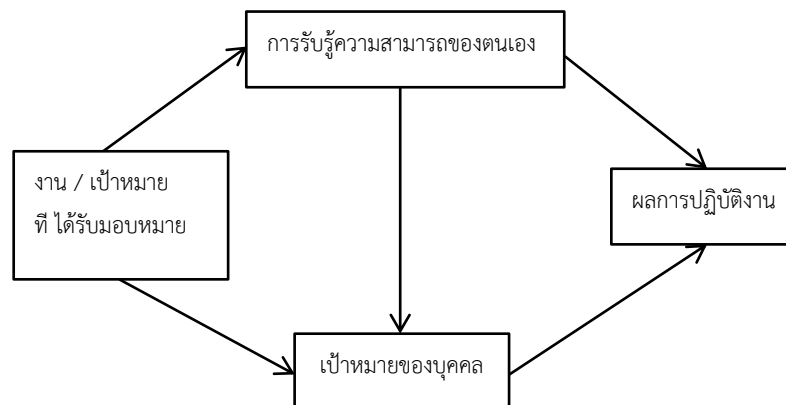 การรับรู้ความสามารถของตนเอง
งาน / เป้าหมาย
ที ได้รับมอบหมาย
ผลการปฏิบัติงาน
เป้าหมายของบุคคล